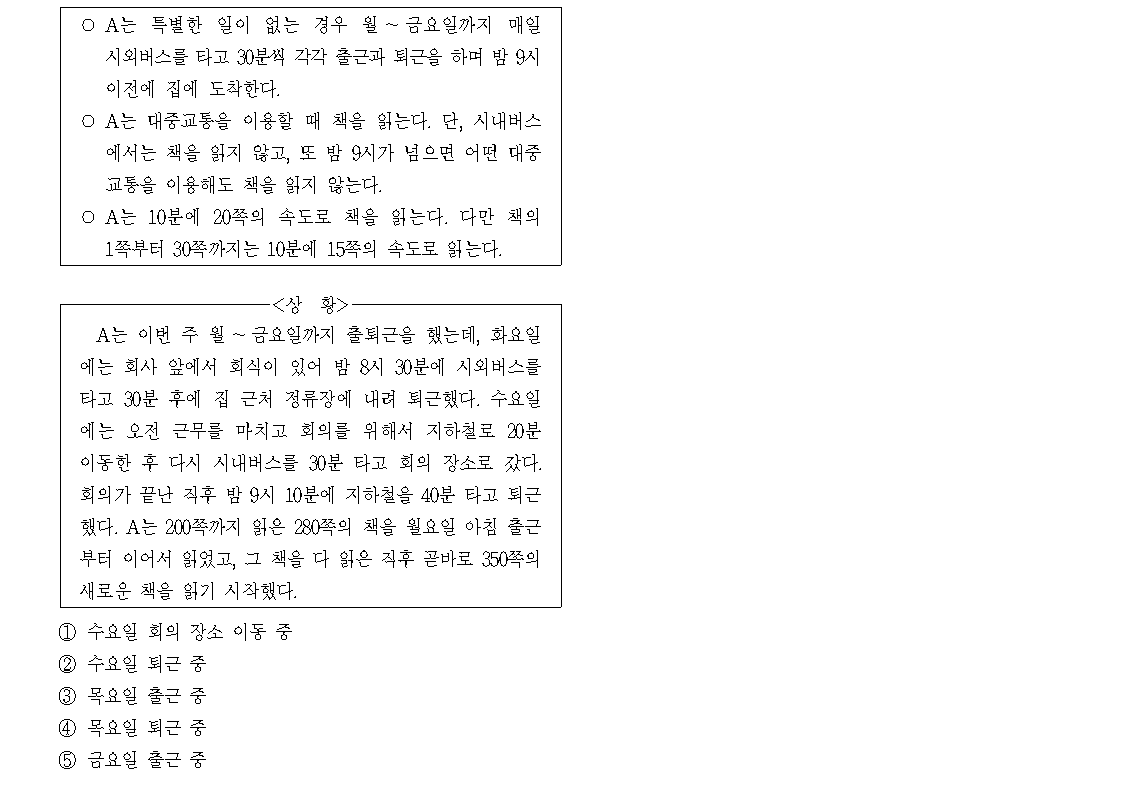 ○ A는 특별한 일이 없는 경우 월~금요일까지 매일
시외버스를 타고 30분씩 각각 출근과 퇴근을 하며 밤 9시
이전에 집에 도착한다.
○ A는 대중교통을 이용할 때 책을 읽는다. 단, 시내버스
에서는 책을 읽지 않고, 또 밤 9시가 넘으면 어떤 대중
교통을 이용해도 책을 읽지 않는다.
○ A는 10분에 20쪽의 속도로 책을 읽는다. 다만 책의
1쪽부터 30쪽까지는 10분에 15쪽의 속도로 읽는다.
<상 황>
A는 이번 주 월~금요일까지 출퇴근을 했는데, 화요일
에는 회사 앞에서 회식이 있어 밤 8시 30분에 시외버스를
타고 30분 후에 집 근처 정류장에 내려 퇴근했다. 수요일
에는 오전 근무를 마치고 회의를 위해서 지하철로 20분
이동한 후 다시 시내버스를 30분 타고 회의 장소로 갔다.
회의가 끝난 직후 밤 9시 10분에 지하철을 40분 타고 퇴근
했다. A는 200쪽까지 읽은 280쪽의 책을 월요일 아침 출근
부터 이어서 읽었고, 그 책을 다 읽은 직후 곧바로 350쪽의
새로운 책을 읽기 시작했다.
① 수요일 회의 장소 이동 중
② 수요일 퇴근 중
③ 목요일 출근 중
④ 목요일 퇴근 중
⑤ 금요일 출근 중